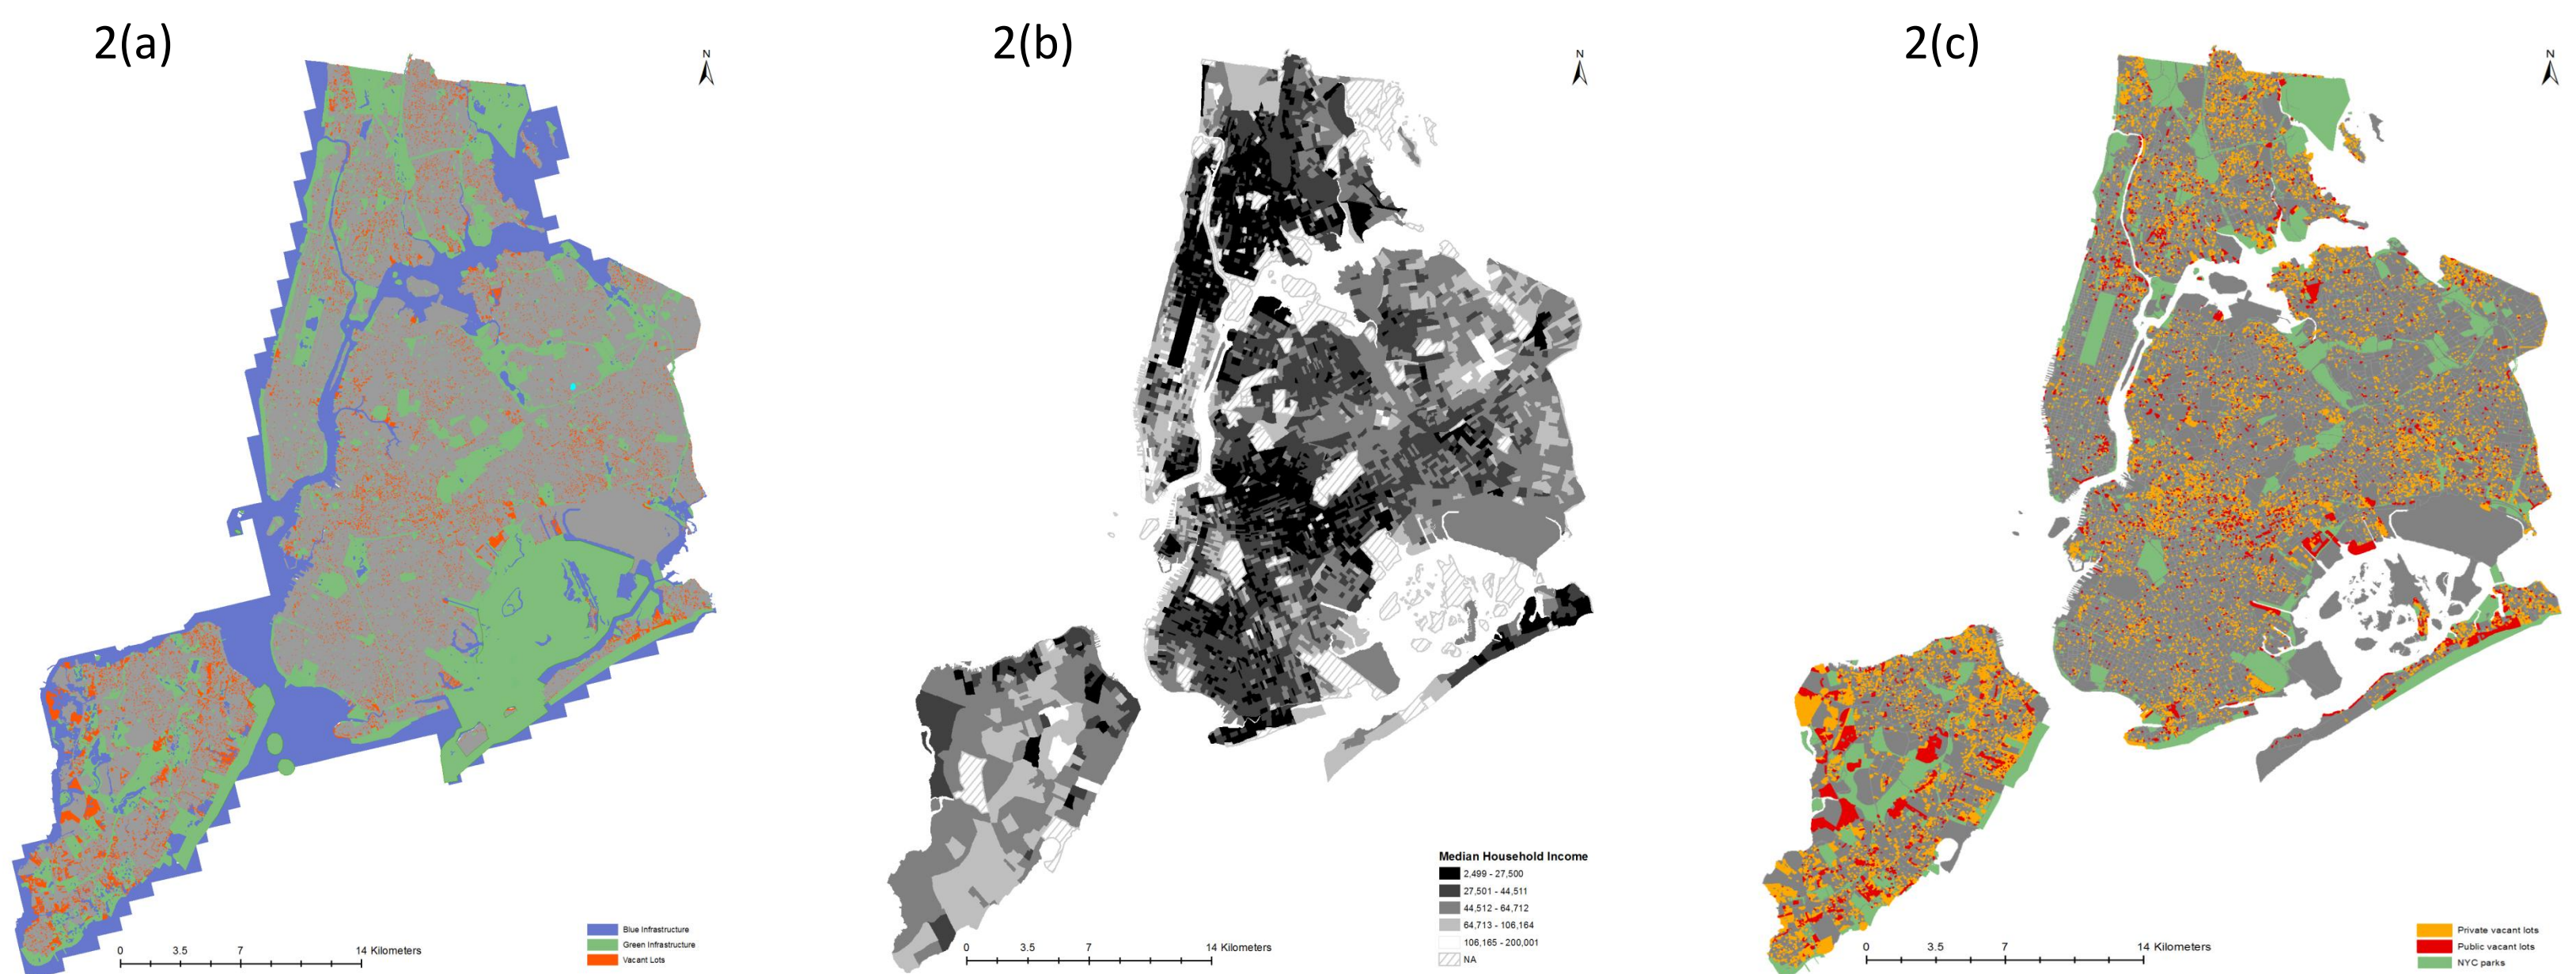 2(a)
N
0 3.5 7 14 Kilometers
Blue Infrastructure
Green Infrastructure
Vacant Lots
2(b)
N
0 3.5 7 14 Kilometers
Median Household Income
2,499 - 27,500
27,501 - 44,511
44,512 - 64,712
64,713 - 106,164
106,165 - 200,001
NA
2(c)
N
0 3.5 7 14 Kilometers
Private vacant lots
Public vacant lots
NYC parks